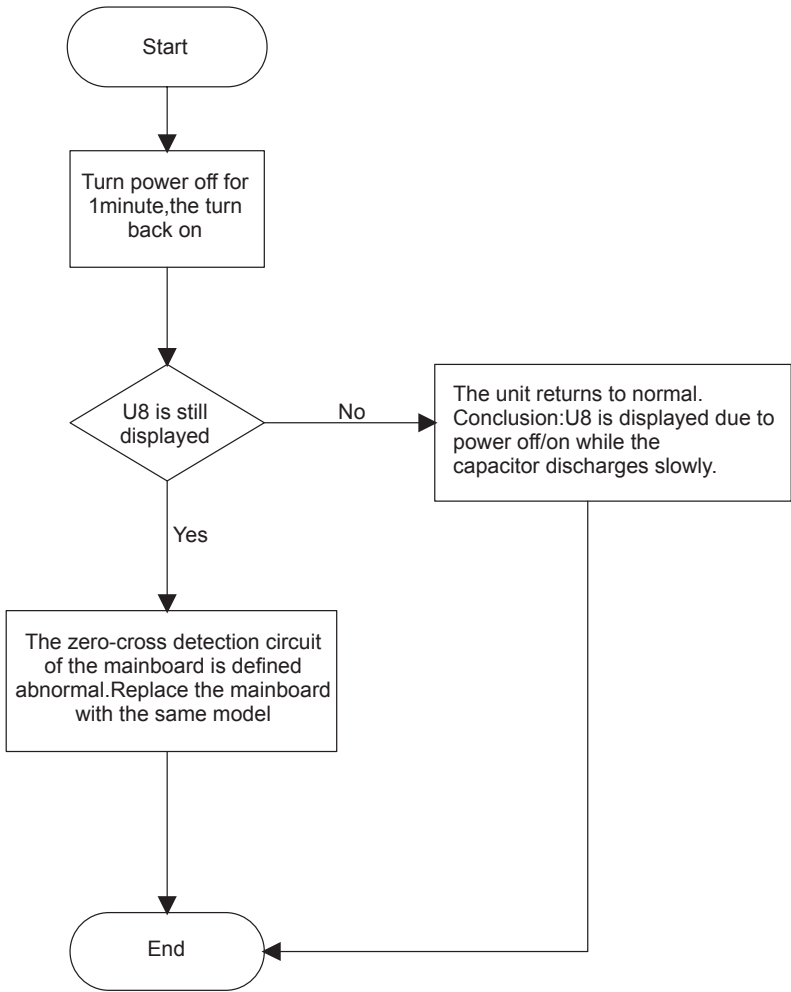 Start
Turn power off for
1minute,the turn
back on
U8 is still
displayed
No
The unit returns to normal.
Conclusion:U8 is displayed due to
power off/on while the
capacitor discharges slowly.
Yes
The zero-cross detection circuit
of the mainboard is defined
abnormal.Replace the mainboard
with the same model
End